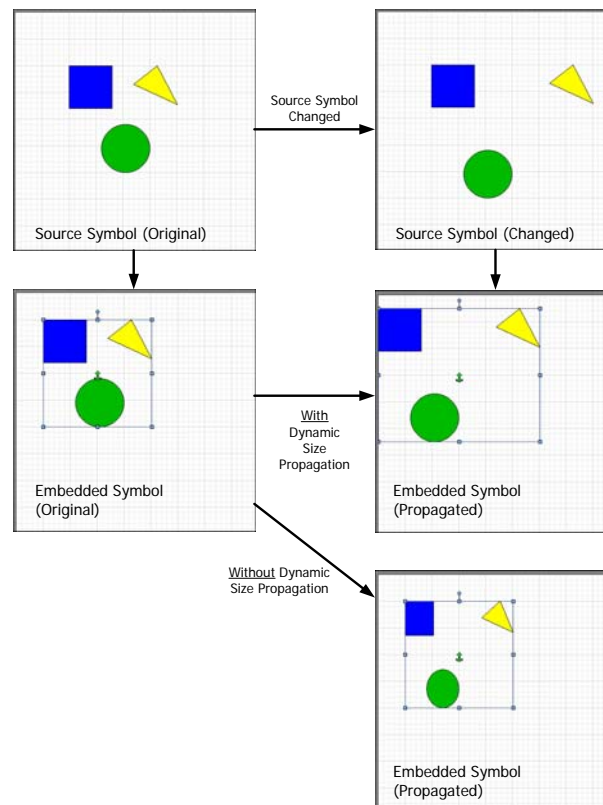 Source Symbol
Changed
Source Symbol (Original)
Source Symbol (Changed)
With
Dynamic
Size
Propagation
Embedded Symbol
(Original)
Embedded Symbol
(Propagated)
Without Dynamic
Size Propagation
Embedded Symbol
(Propagated)